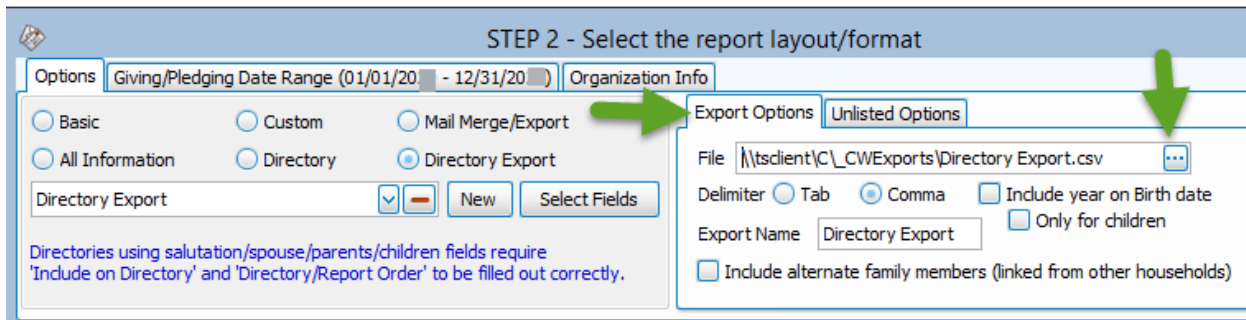 STEP 2 - Select the report layout/format
Options Giving/Pledging Date Range (01/01/20 - 12/31/20 ) Organization Info
Basic Custom Mail Merge/Export
All Information Directory Directory Export
Directory Export New Select Fields
Directories using salutation/spouse/parents/children fields require
'Include on Directory' and 'Directory/Report Order' to be filled out correctly.
Export Options Unlisted Options
File \\tsclient\C\_CWExports\Directory Export.csv ...
Delimiter Tab Comma Include year on Birth date
Only for children
Export Name Directory Export
Include alternate family members (linked from other households)